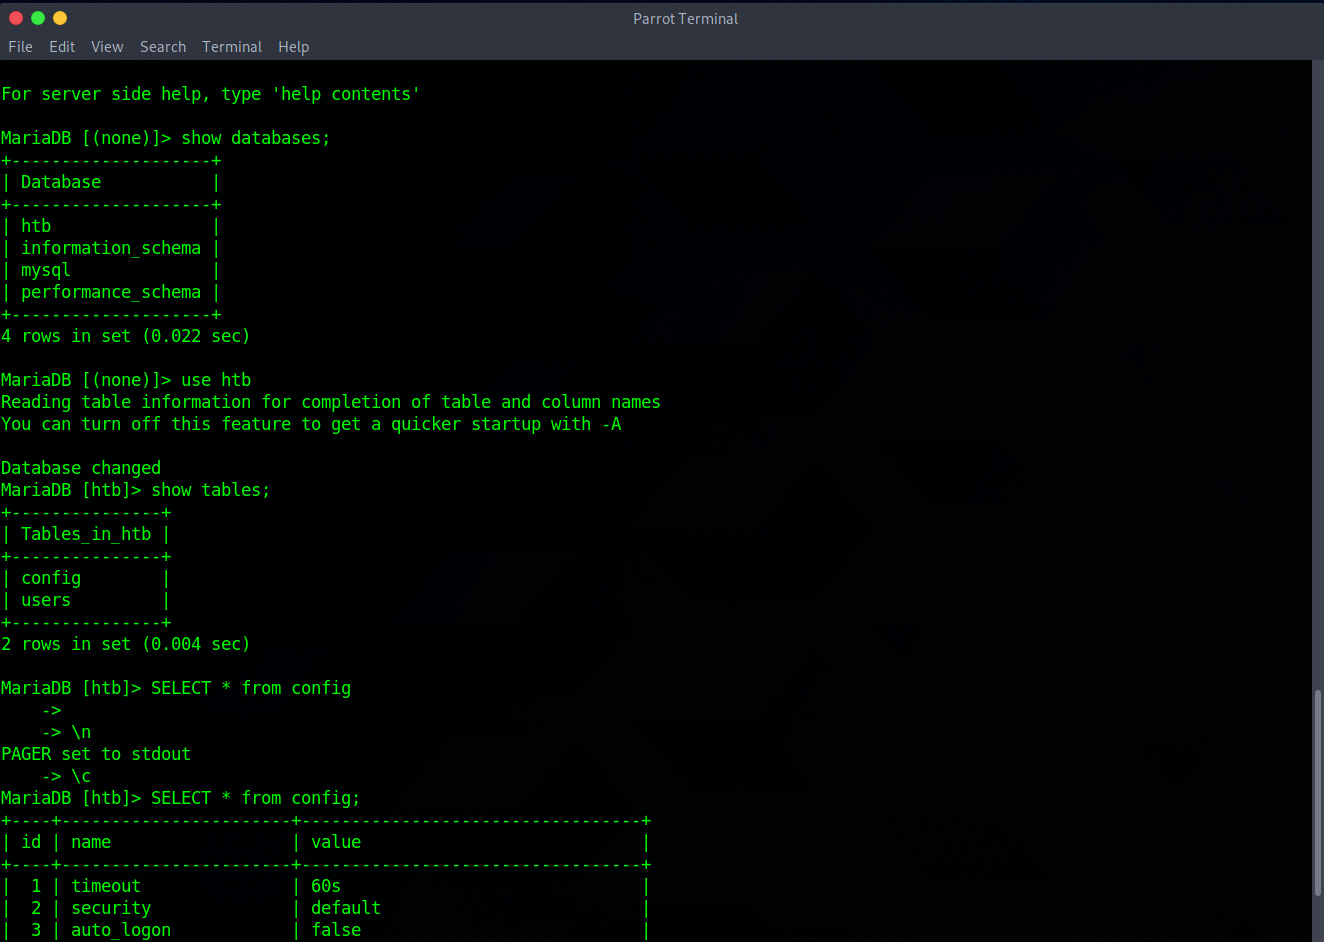 Parrot Terminal
File Edit View Search Terminal Help
For server side help, type 'help contents'
MariaDB [(none)]> show databases;
+--------------------+
| Database           |
+--------------------+
| htb                |
| information_schema |
| mysql              |
| performance_schema |
+--------------------+
4 rows in set (0.022 sec)
MariaDB [(none)]> use htb
Reading table information for completion of table and column names
You can turn off this feature to get a quicker startup with -A
Database changed
MariaDB [htb]> show tables;
+---------------+
| Tables_in_htb |
+---------------+
| config        |
| users         |
+---------------+
2 rows in set (0.004 sec)
MariaDB [htb]> SELECT * from config
    ->
    -> \n
PAGER set to stdout
    -> \c
MariaDB [htb]> SELECT * from config;
+----+-----------------------+----------------------------------+
| id | name                  | value                            |
+----+-----------------------+----------------------------------+
|  1 | timeout               | 60s                              |
|  2 | security              | default                          |
|  3 | auto_logon            | false                            |